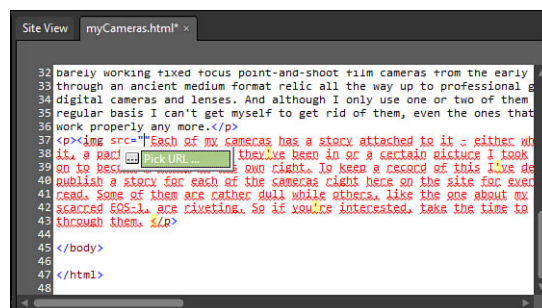 Site View myCameras.html* ×
32 barely working fixed focus point-and-shoot film cameras from the early
33 through an ancient medium format relic all the way up to professional g
34 digital cameras and lenses. And although I only use one or two of them
35 regular basis I can't get myself to get rid of them, even the ones that
36 work properly any more.</p>
37 <p><img src=""Each of my cameras has a story attached to it - either wh
38 it, a par they've been in or a certain picture I took
... Pick URL ...
39 on to bec own right. To keep a record of this I've de
40 publish a story for each of the cameras right here on the site for ever
41 read. Some of them are rather dull while others, like the one about my
42 scarred EOS-1, are riveting. So if you're interested, take the time to
43 through them. </p>
44
45 </body>
46
47 </html>
48